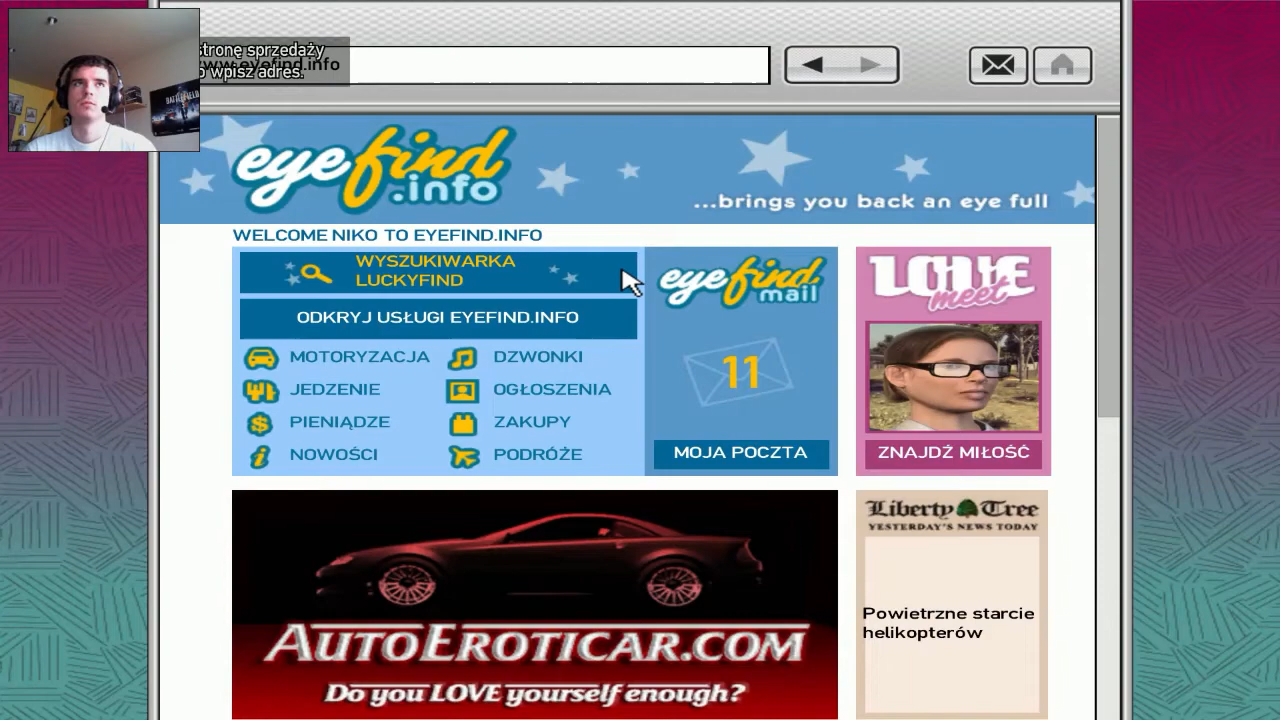 stronę sprzedaży
www.eyefind.info
wpisz adres.
BATTLEFIELD
eyefind
.info
...brings you back an eye full
WELCOME NIKO TO EYEFIND.INFO
WYSZUKIWARKA
LUCKYFIND
ODKRYJ USŁUGI EYEFIND.INFO
MOTORYZACJA
DZWONKI
JEDZENIE
OGŁOSZENIA
PIENIĄDZE
ZAKUPY
NOWOŚCI
PODRÓŻE
eyefind
mail
11
MOJA POCZTA
LOVE
meet
ZNAJDŹ MIŁOŚĆ
AUTOEROTICAR.COM
Do you LOVE yourself enough?
Liberty Tree
YESTERDAY'S NEWS TODAY
Powietrzne starcie
helikopterów